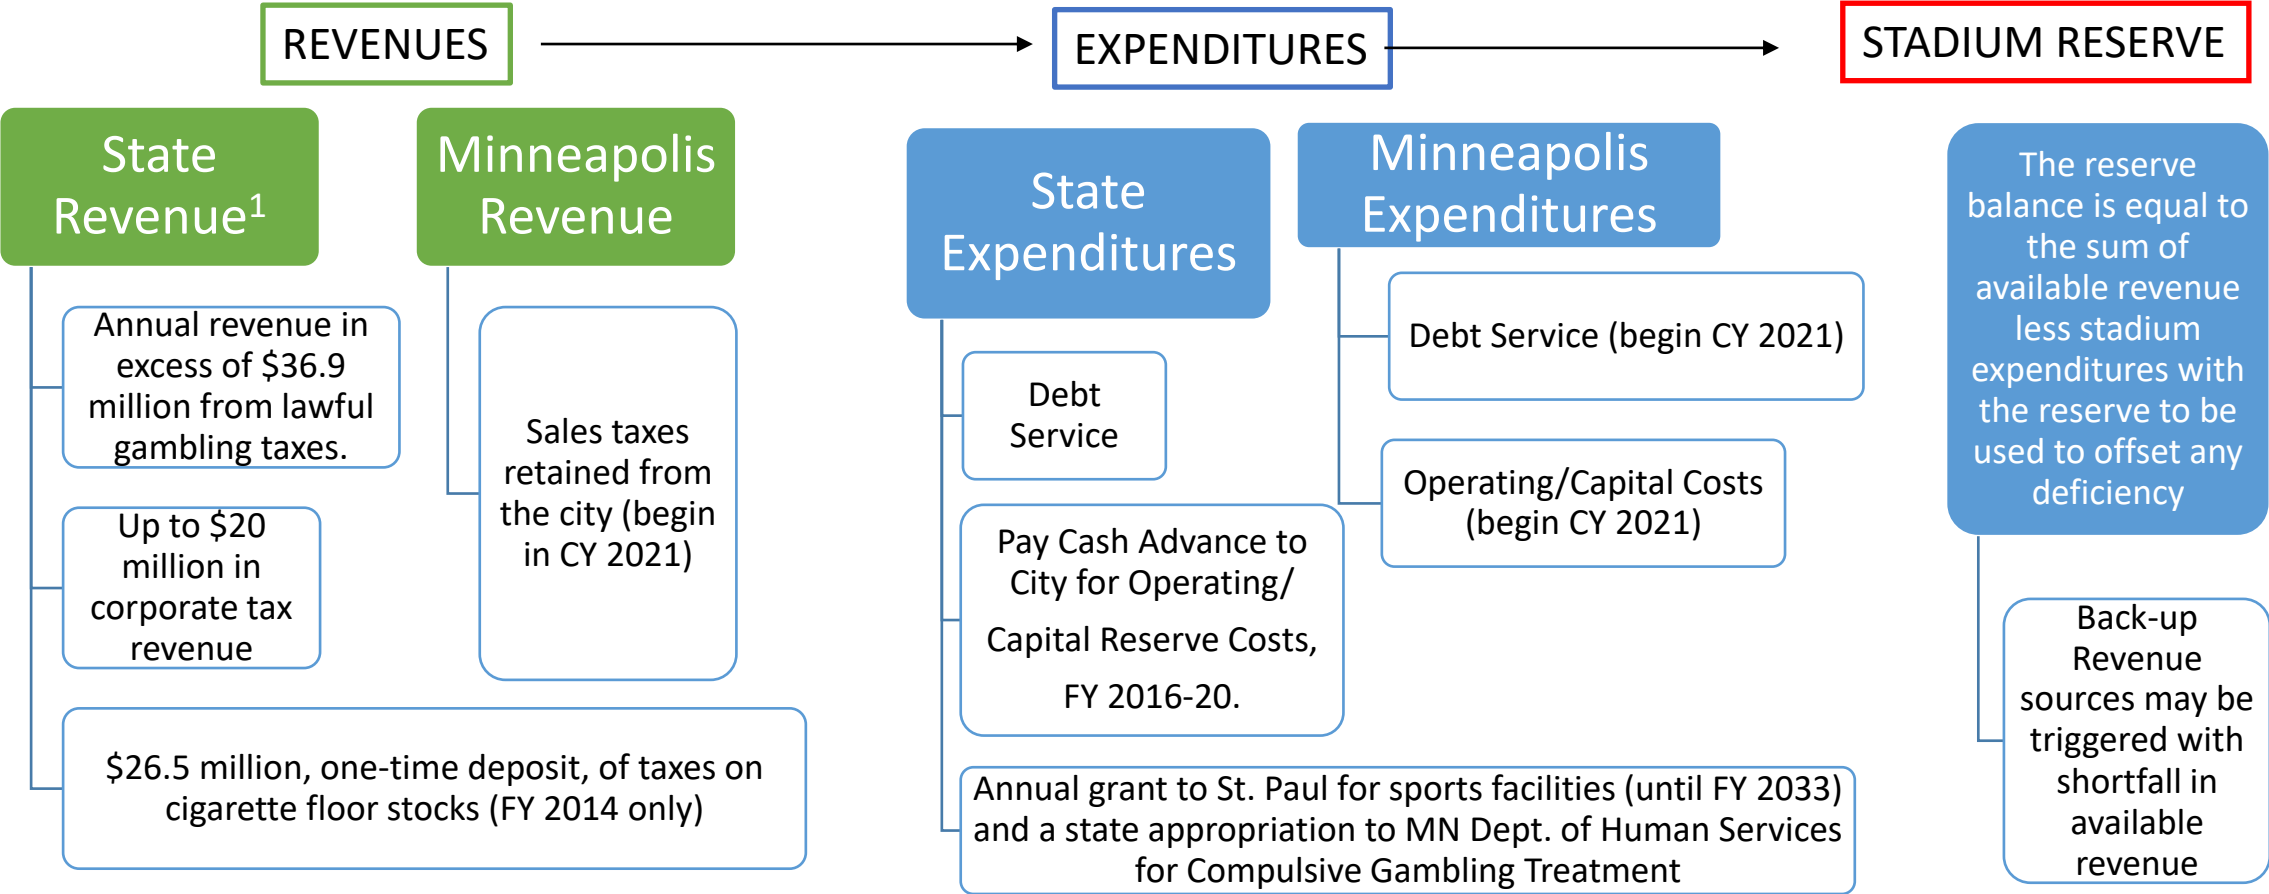 REVENUES
EXPENDITURES
STADIUM RESERVE
State
Revenue1
Annual revenue in
excess of $36.9
million from lawful
gambling taxes.
Up to $20
million in
corporate tax
revenue
$26.5 million, one-time deposit, of taxes on
cigarette floor stocks (FY 2014 only)
Minneapolis
Revenue
Sales taxes
retained from
the city (begin
in CY 2021)
State
Expenditures
Debt
Service
Pay Cash Advance to
City for Operating/
Capital Reserve Costs,
FY 2016-20.
Annual grant to St. Paul for sports facilities (until FY 2033)
and a state appropriation to MN Dept. of Human Services
for Compulsive Gambling Treatment
Minneapolis
Expenditures
Debt Service (begin CY 2021)
Operating/Capital Costs
(begin CY 2021)
The reserve
balance is equal to
the sum of
available revenue
less stadium
expenditures with
the reserve to be
used to offset any
deficiency
Back-up
Revenue
sources may be
triggered with
shortfall in
available
revenue